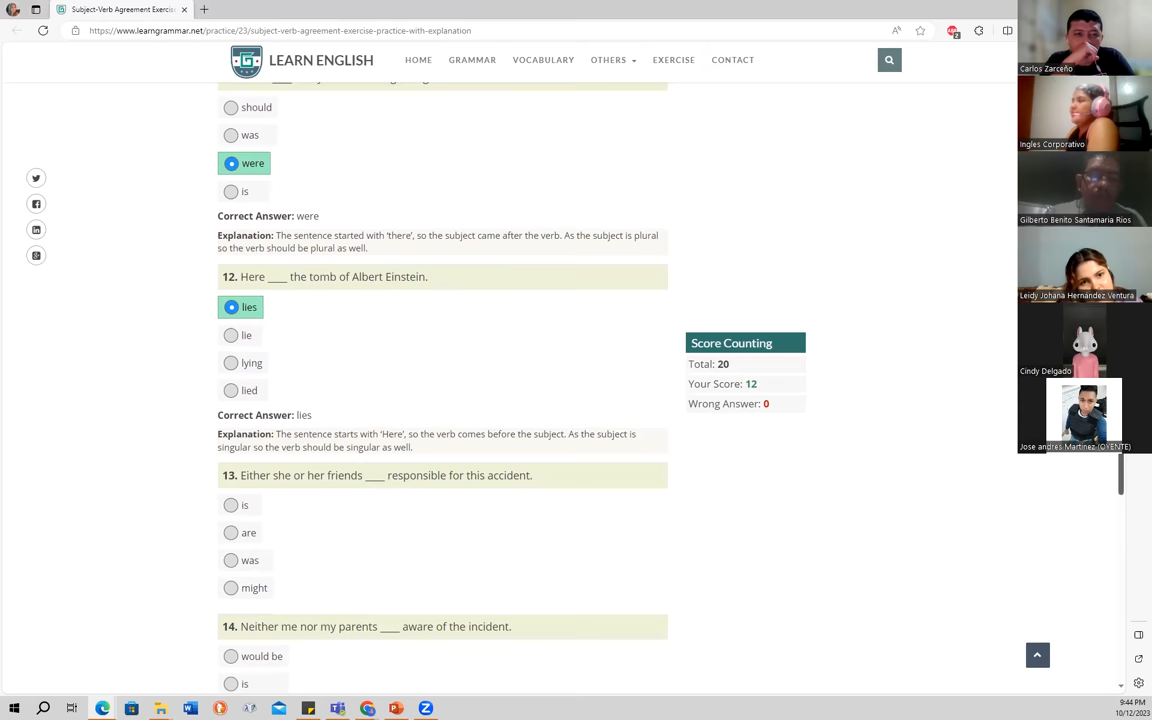 Subject-Verb Agreement Exercis
https://www.learngrammar.net/practice/23/subject-verb-agreement-exercise-practice-with-explanation
LEARN ENGLISH
HOME
GRAMMAR
VOCABULARY
OTHERS
EXERCISE
CONTACT
should
was
were
is
Correct Answer: were
Explanation: The sentence started with ‘there’, so the subject came after the verb. As the subject is plural
so the verb should be plural as well.
12. Here ____ the tomb of Albert Einstein.
lies
lie
lying
lied
Correct Answer: lies
Explanation: The sentence starts with ‘Here’, so the verb comes before the subject. As the subject is
singular so the verb should be singular as well.
13. Either she or her friends ____ responsible for this accident.
is
are
was
might
14. Neither me nor my parents ____ aware of the incident.
would be
is
Score Counting
Total: 20
Your Score: 12
Wrong Answer: 0
Carlos Zarceño
Ingles Corporativo
Gilberto Benito Santamaria Rios
Leidy Johana Hernández Ventura
Cindy Delgado
Jose andres Martinez (OYENTE)
9:44 PM
10/12/2023